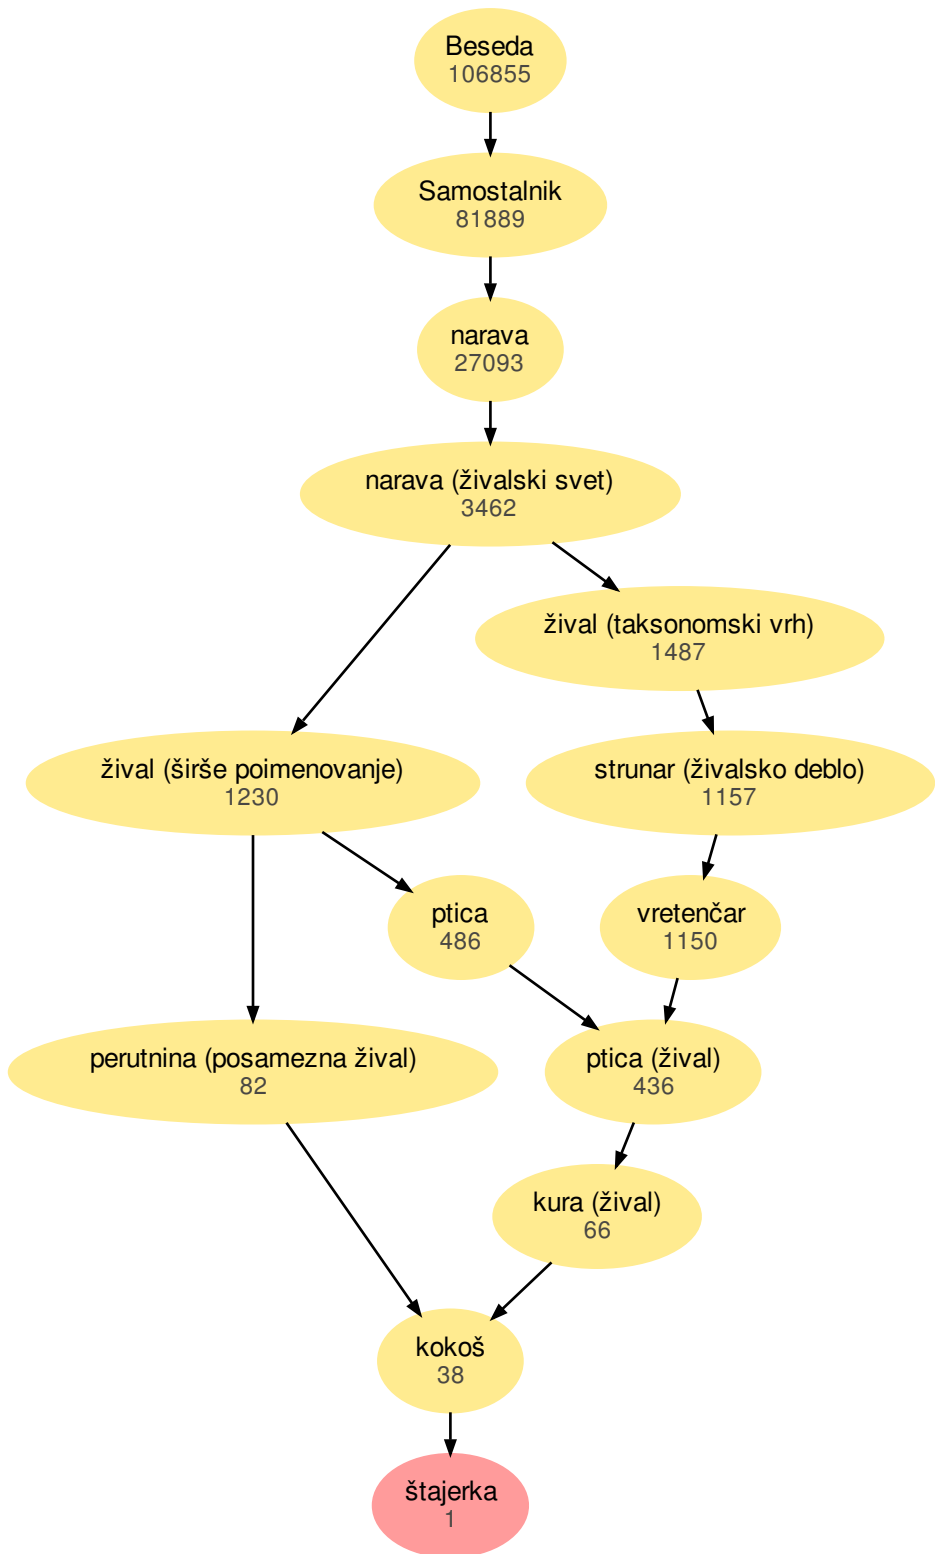 Beseda
106855
Samostalnik
81889
narava
27093
narava (živalski svet)
3462
žival (taksonomski vrh)
1487
žival (širše poimenovanje)
1230
strunar (živalsko deblo)
1157
ptica
486
vretenčar
1150
perutnina (posamezna žival)
82
ptica (žival)
436
kura (žival)
66
kokoš
38
štajerka
1